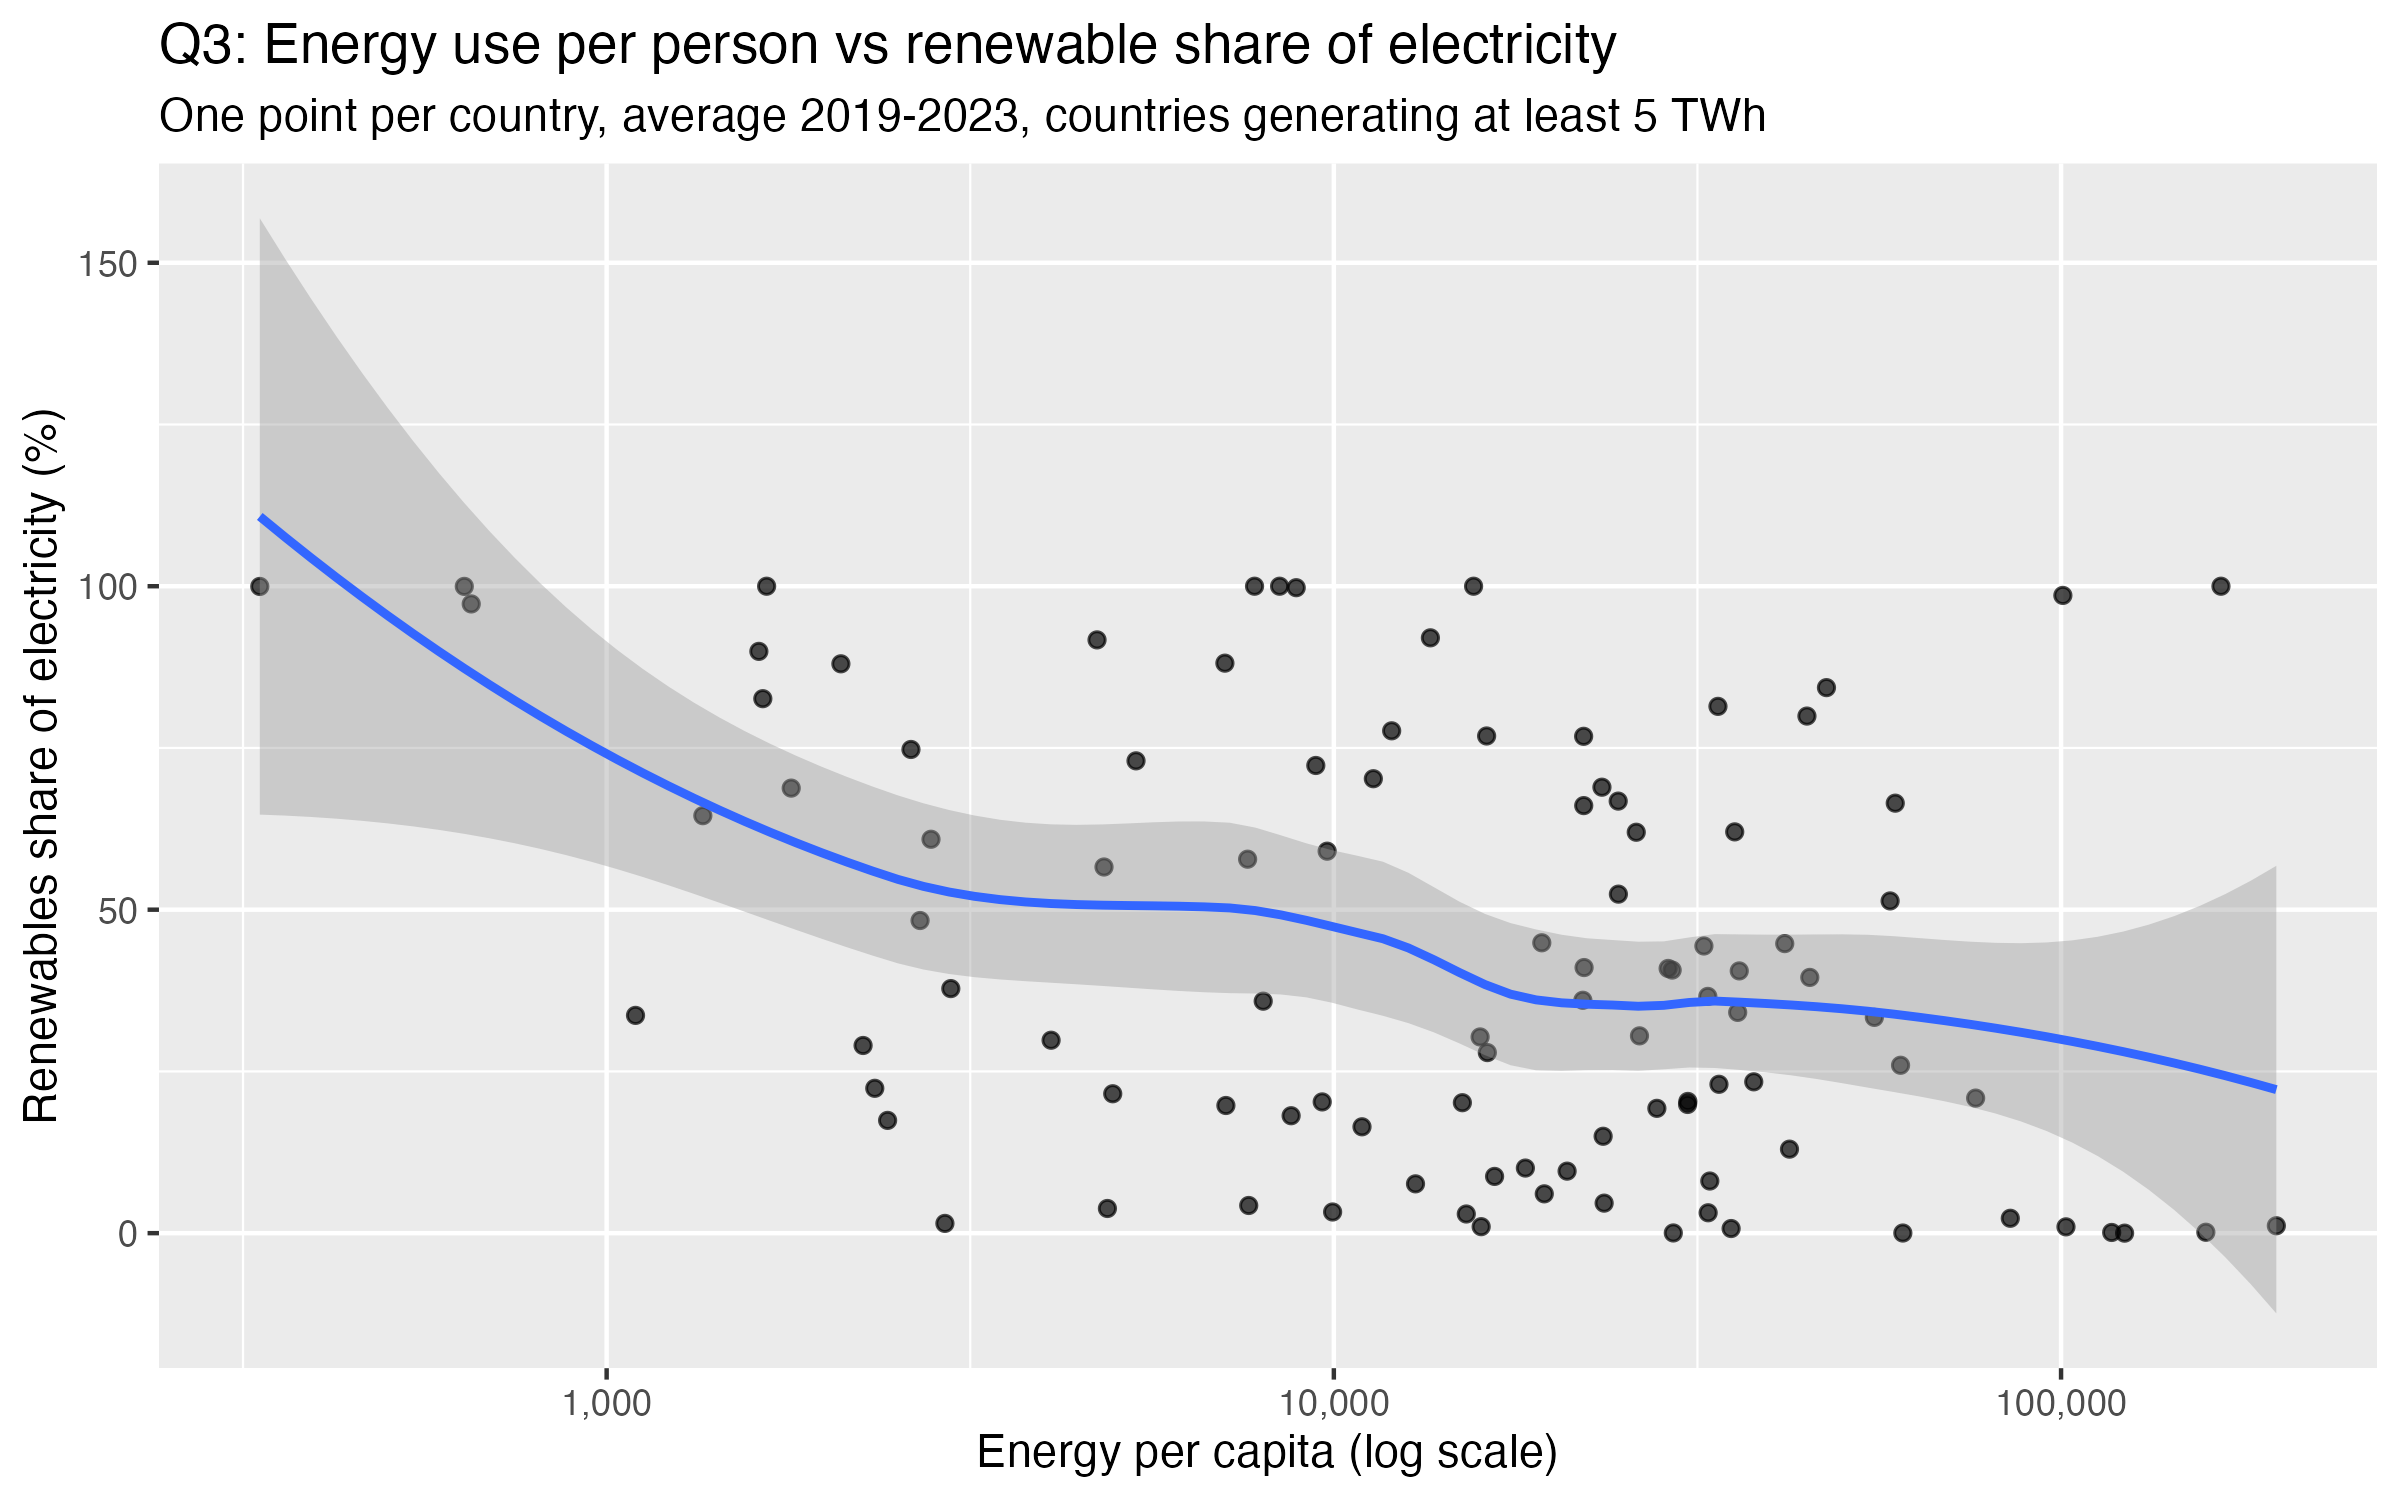 Q3: Energy use per person vs renewable share of electricity
One point per country, average 2019-2023, countries generating at least 5 TWh
Renewables share of electricity (%)
150
100
50
0
1,000
10,000
100,000
Energy per capita (log scale)